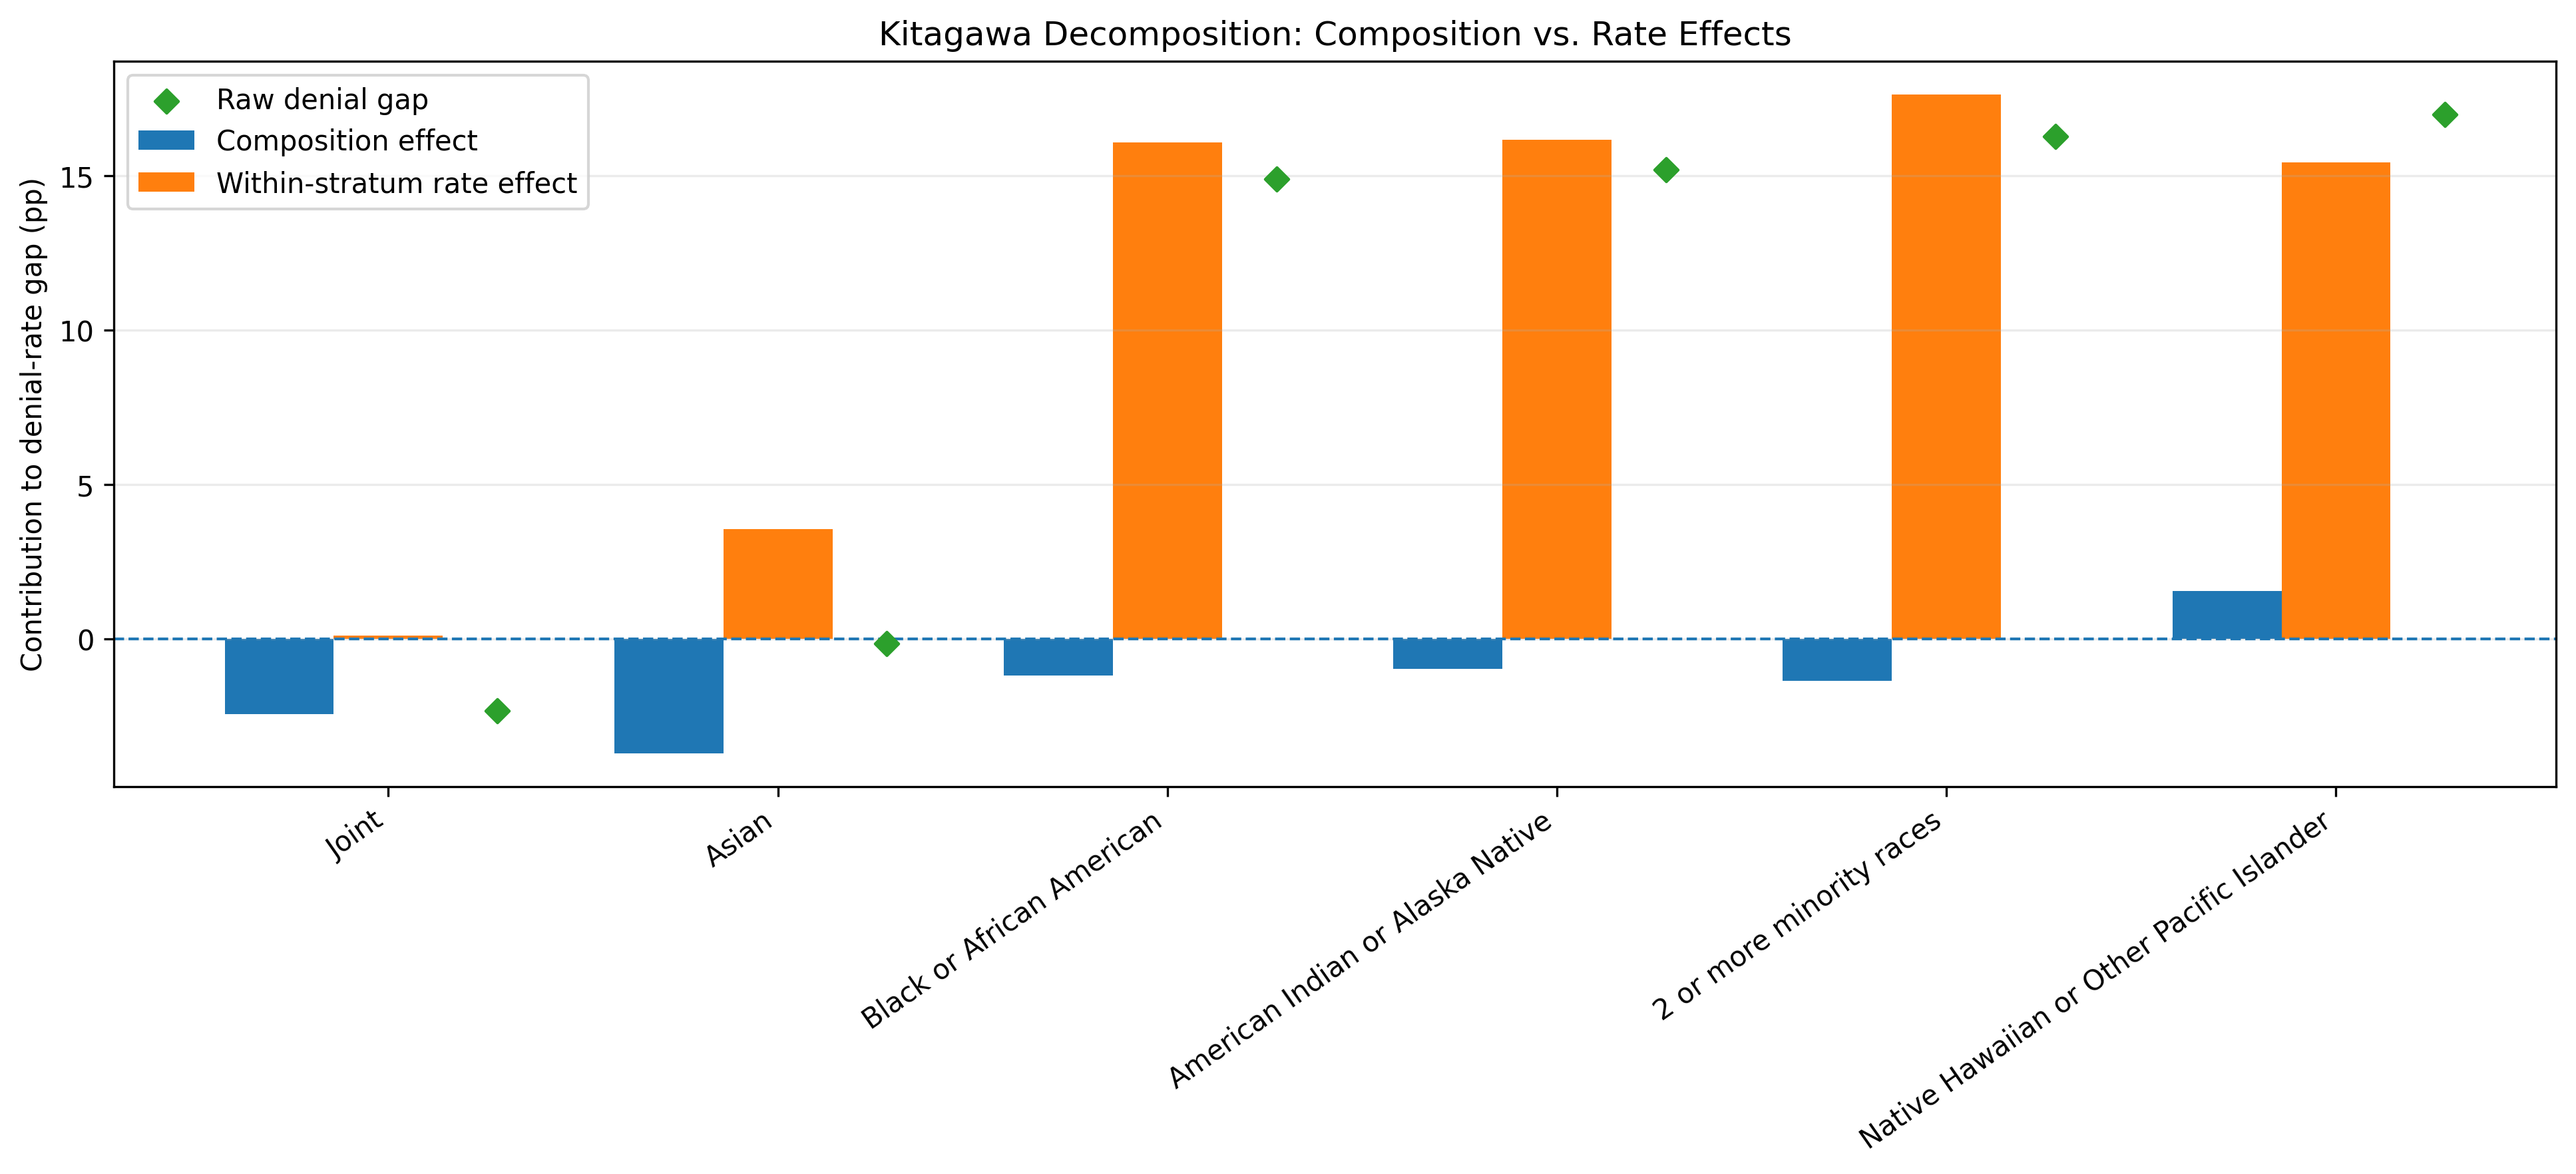 Kitagawa Decomposition: Composition vs. Rate Effects
Raw denial gap
Composition effect
Within-stratum rate effect
Contribution to denial-rate gap (pp)
15
10
5
0
Joint
Asian
Black or African American
American Indian or Alaska Native
2 or more minority races
Native Hawaiian or Other Pacific Islander